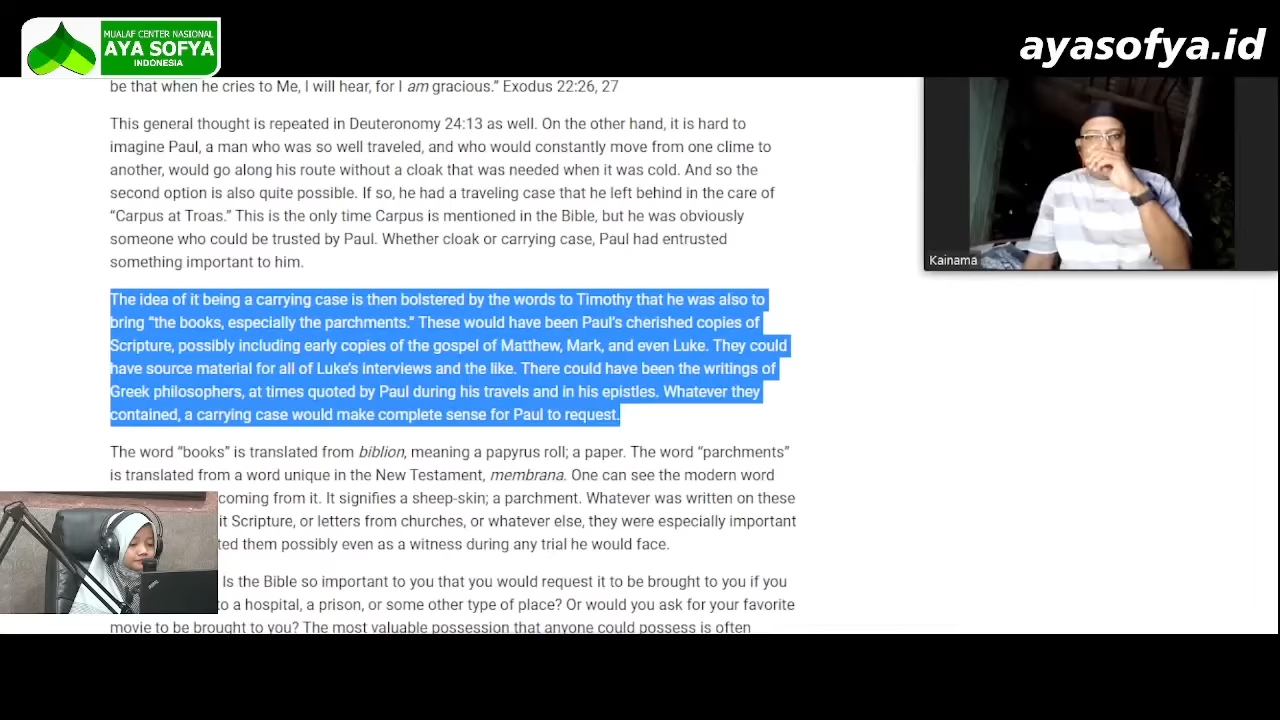 MUALAF CENTER NASIONAL
AYA SOFYA
INDONESIA
ayasofya.id
be that when he cries to Me, I will hear, for I am gracious.” Exodus 22:26, 27
This general thought is repeated in Deuteronomy 24:13 as well. On the other hand, it is hard to
imagine Paul, a man who was so well traveled, and who would constantly move from one clime to
another, would go along his route without a cloak that was needed when it was cold. And so the
second option is also quite possible. If so, he had a traveling case that he left behind in the care of
“Carpus at Troas.” This is the only time Carpus is mentioned in the Bible, but he was obviously
someone who could be trusted by Paul. Whether cloak or carrying case, Paul had entrusted
something important to him.
Kainama
The idea of it being a carrying case is then bolstered by the words to Timothy that he was also to
bring “the books, especially the parchments.” These would have been Paul’s cherished copies of
Scripture, possibly including early copies of the gospel of Matthew, Mark, and even Luke. They could
have source material for all of Luke’s interviews and the like. There could have been the writings of
Greek philosophers, at times quoted by Paul during his travels and in his epistles. Whatever they
contained, a carrying case would make complete sense for Paul to request.
The word “books” is translated from biblion, meaning a papyrus roll; a paper. The word “parchments”
is translated from a word unique in the New Testament, membrana. One can see the modern word
coming from it. It signifies a sheep-skin; a parchment. Whatever was written on these
it Scripture, or letters from churches, or whatever else, they were especially important
ted them possibly even as a witness during any trial he would face.
Is the Bible so important to you that you would request it to be brought to you if you
o a hospital, a prison, or some other type of place? Or would you ask for your favorite
movie to be brought to you? The most valuable possession that anyone could possess is often